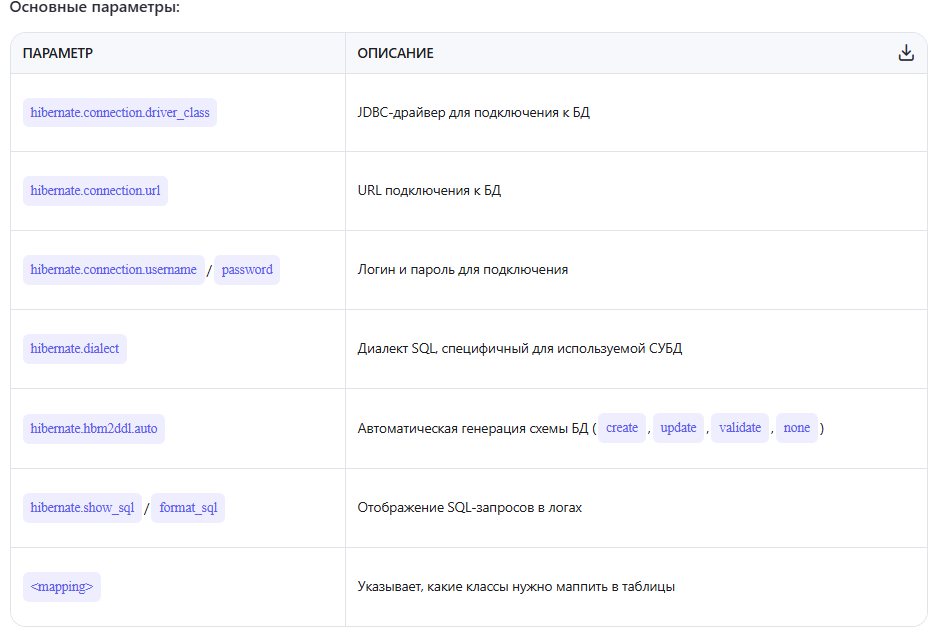 Основные параметры:
ПАРАМЕТР ОПИСАНИЕ
hibernate.connection.driver_class JDBC-драйвер для подключения к БД
hibernate.connection.url URL подключения к БД
hibernate.connection.username / password Логин и пароль для подключения
hibernate.dialect Диалект SQL, специфичный для используемой СУБД
hibernate.hbm2ddl.auto Автоматическая генерация схемы БД ( create , update , validate , none )
hibernate.show_sql / format_sql Отображение SQL-запросов в логах
<mapping> Указывает, какие классы нужно маппить в таблицы